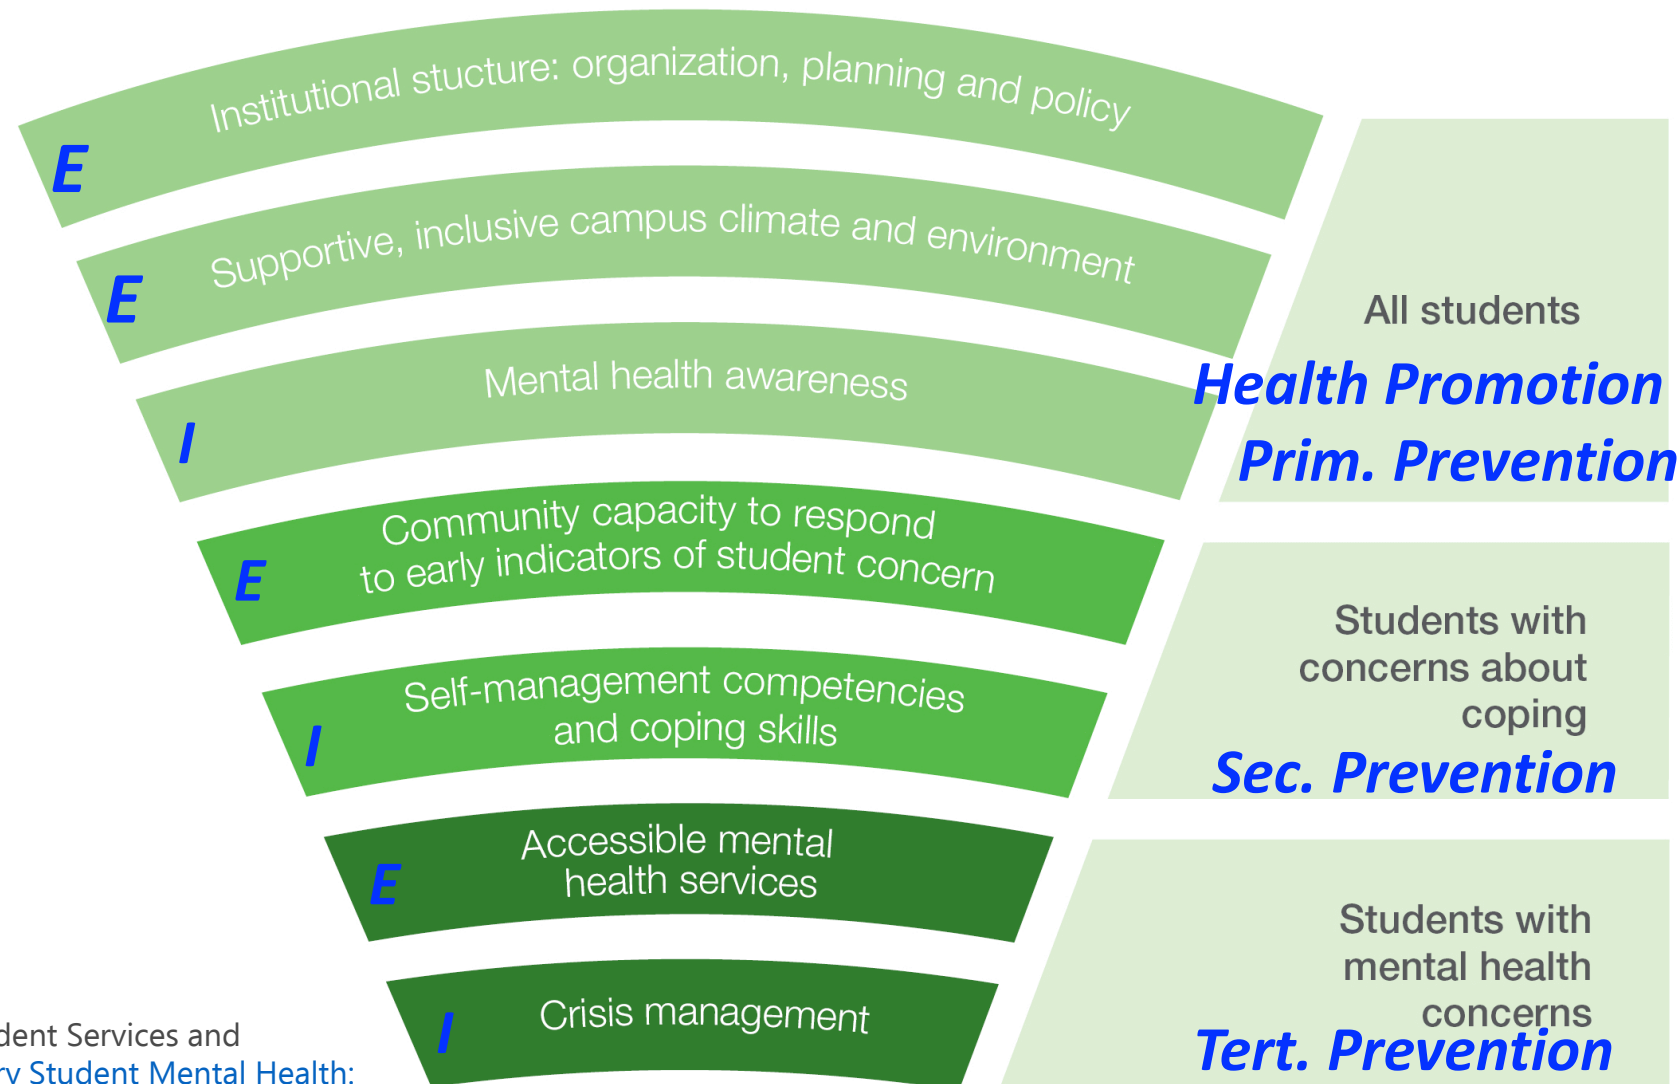 Institutional stucture: organization, planning and policy
E
Supportive, inclusive campus climate and environment
E
Mental health awareness
I
All students
Health Promotion
Prim. Prevention
Community capacity to respond
to early indicators of student concern
E
Self-management competencies
and coping skills
I
Students with
concerns about
coping
Sec. Prevention
Accessible mental
health services
E
Crisis management
I
Students with
mental health
concerns
Tert. Prevention
dent Services and
ry Student Mental Health: